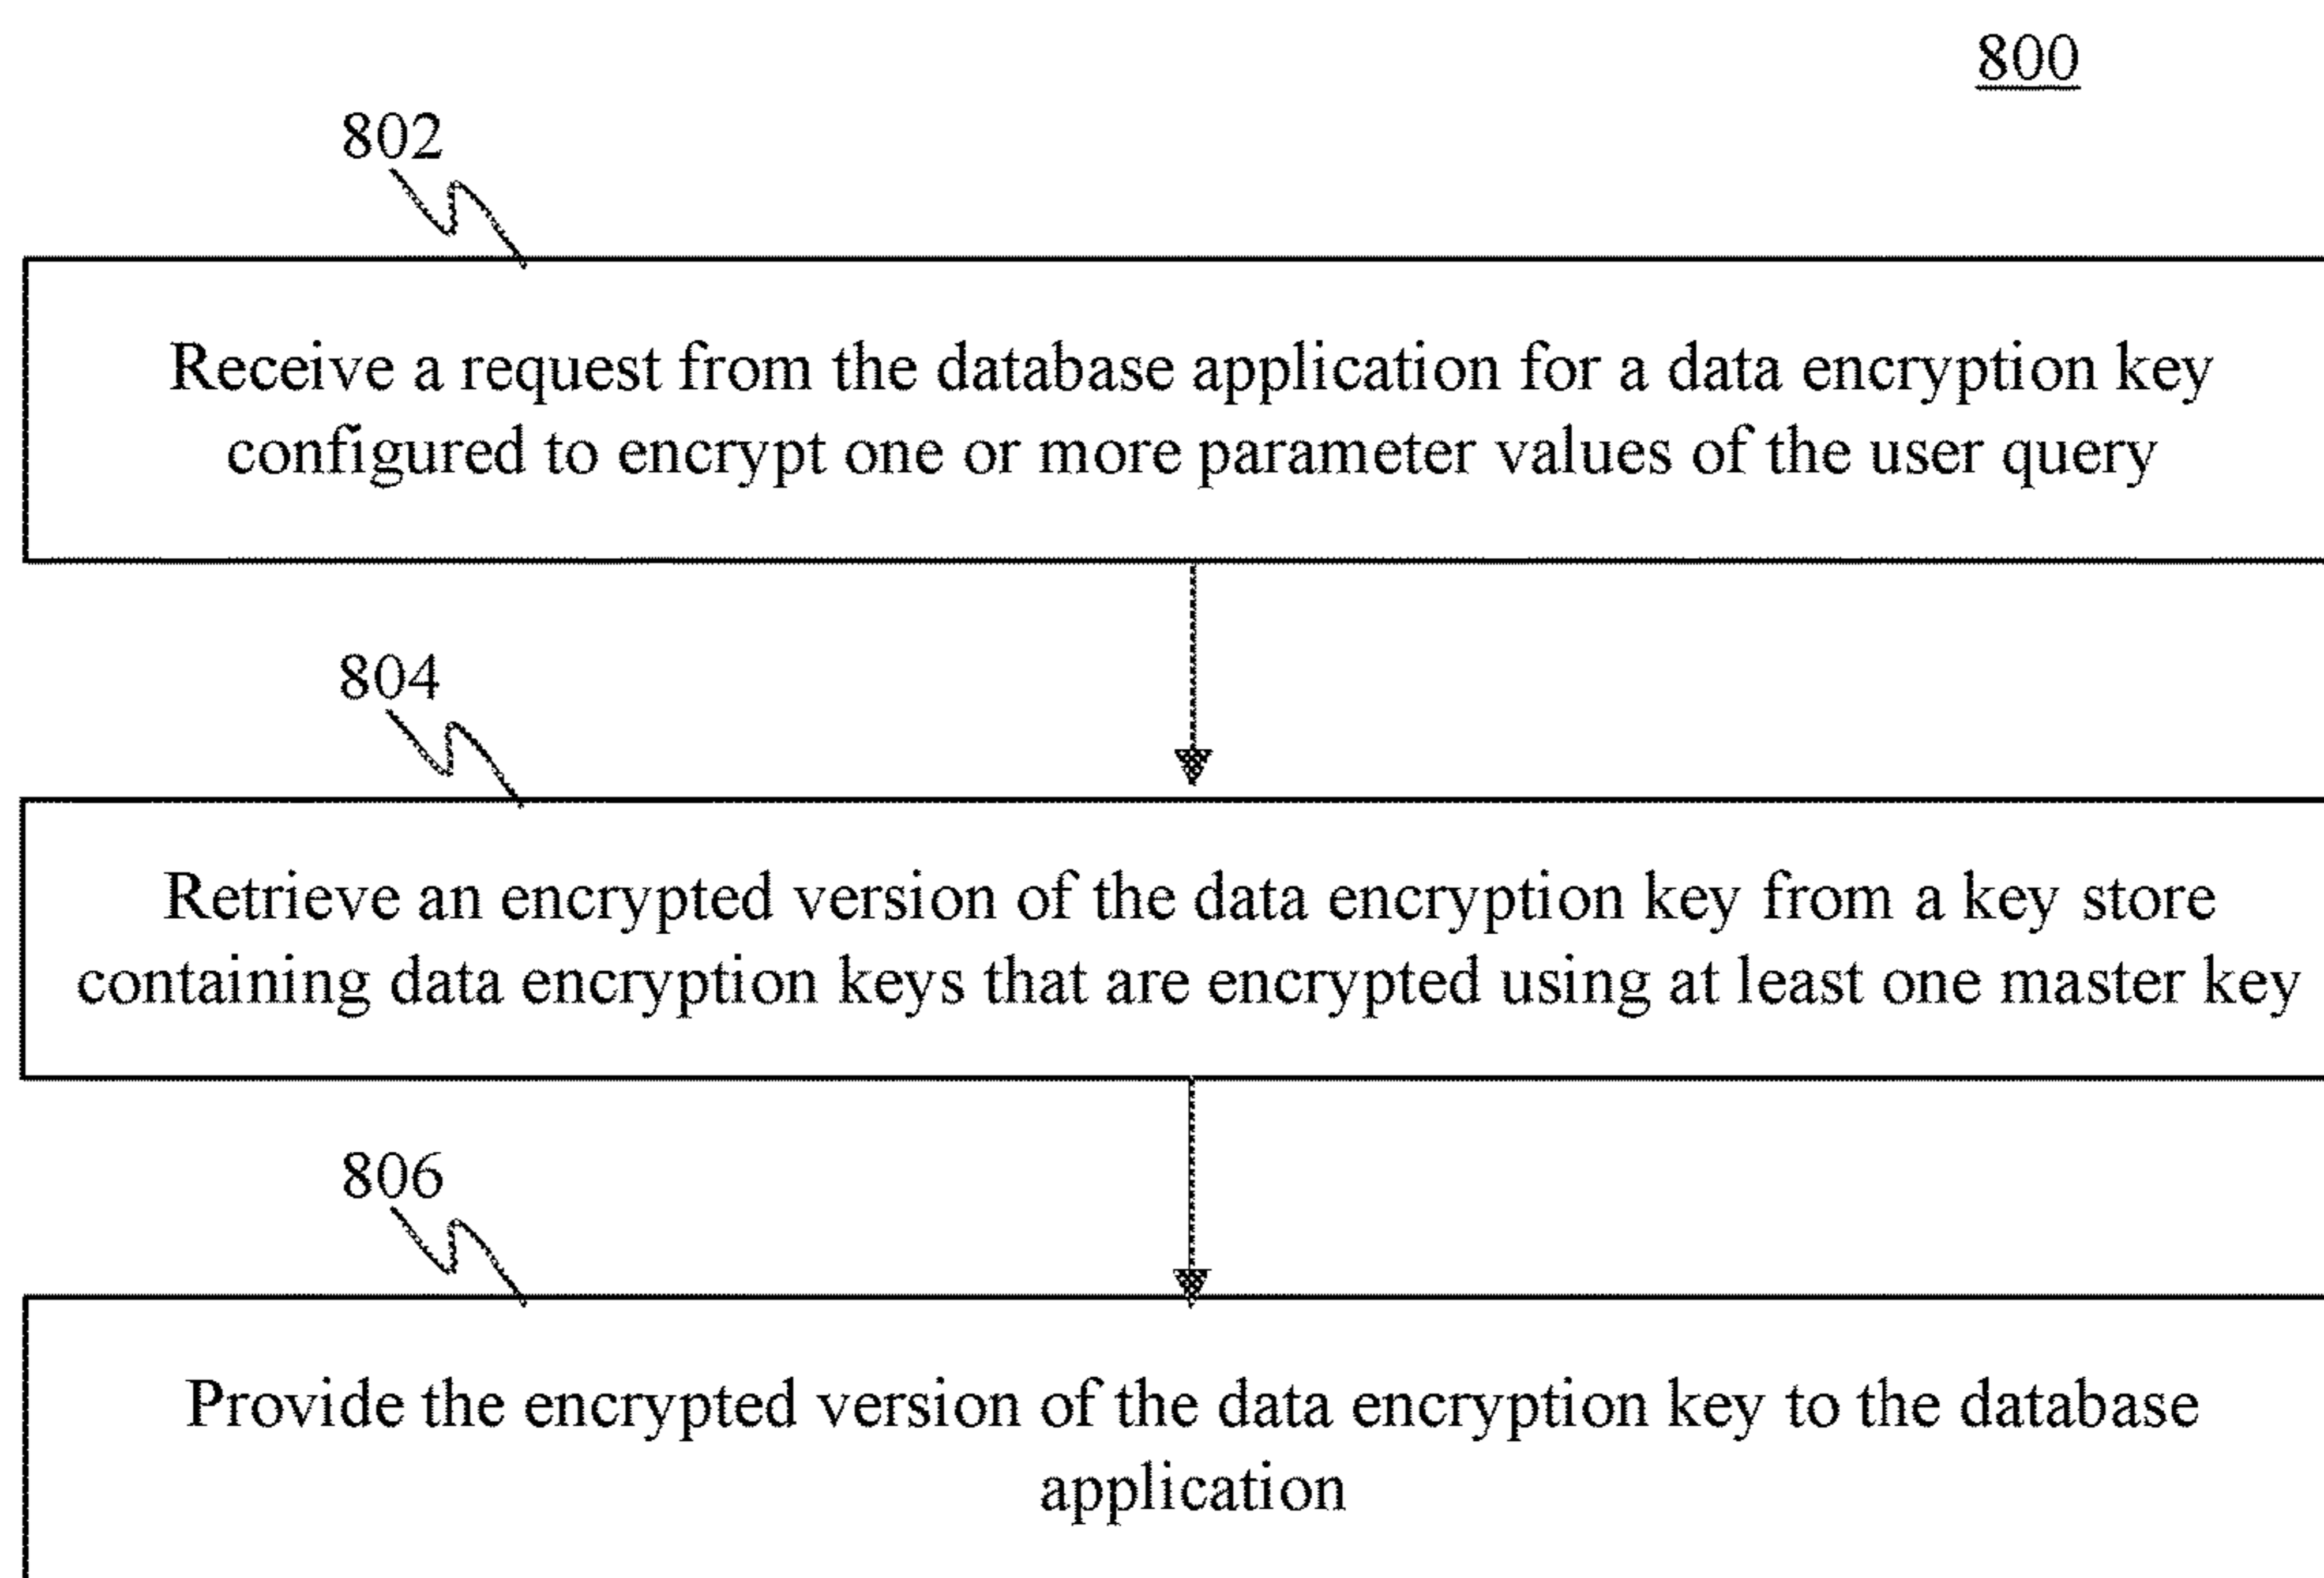 800
802
Receive a request from the database application for a data encryption key
configured to encrypt one or more parameter values of the user query
804
Retrieve an encrypted version of the data encryption key from a key store
containing data encryption keys that are encrypted using at least one master key
806
Provide the encrypted version of the data encryption key to the database
application